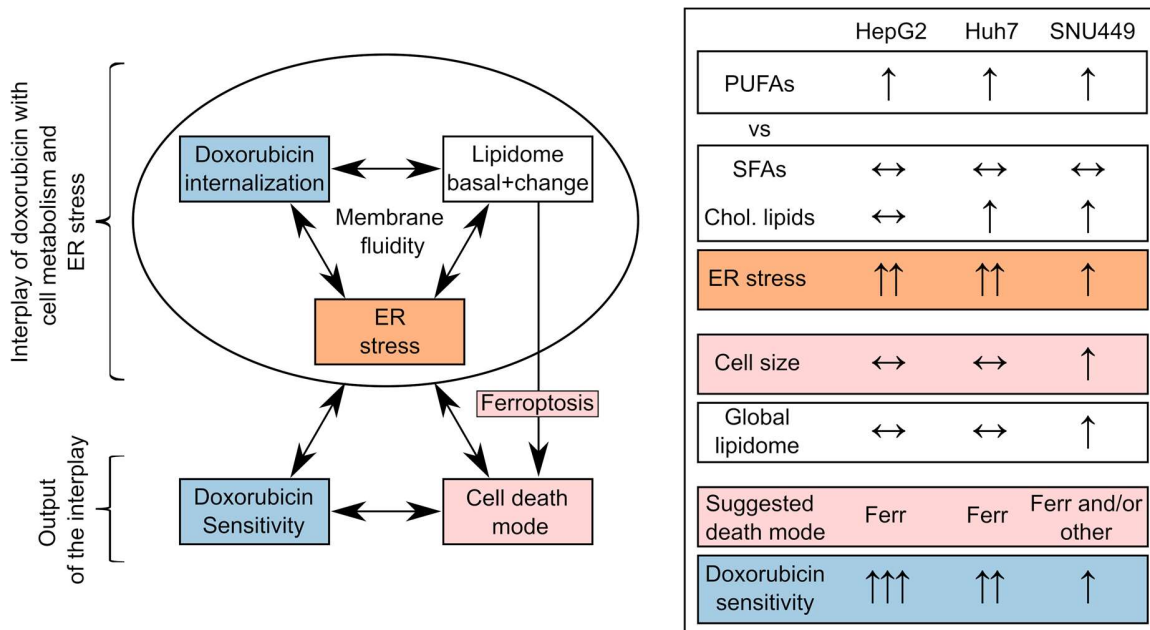 Interplay of doxorubicin with
cell metabolism and
ER stress
Doxorubicin
internalization
Lipidome
basal+change
Membrane
fluidity
ER
stress
Ferroptosis
Output
of the interplay
Doxorubicin
Sensitivity
Cell death
mode
HepG2 Huh7 SNU449
PUFAs ↑ ↑ ↑
vs
SFAs ↔ ↔ ↔
Chol. lipids ↔ ↑ ↑
ER stress ↑↑ ↑↑ ↑
Cell size ↔ ↔ ↑
Global
lipidome ↔ ↔ ↑
Suggested
death mode Ferr Ferr Ferr and/or
other
Doxorubicin
sensitivity ↑↑↑ ↑↑ ↑